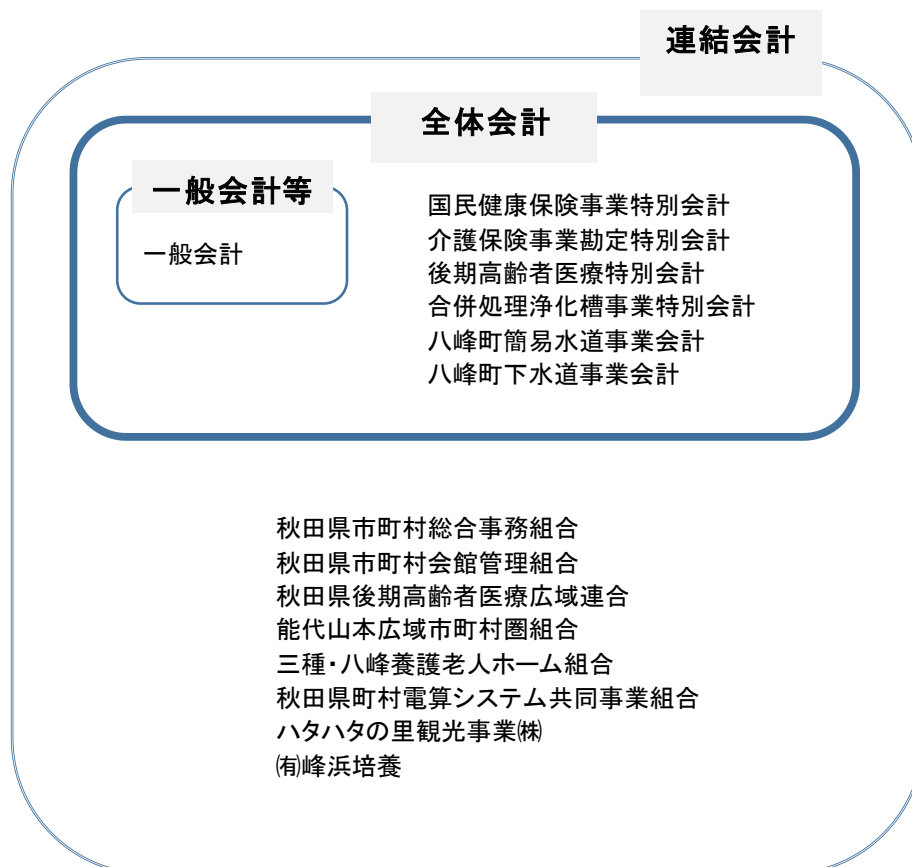 連結会計
全体会計
一般会計等
一般会計
国民健康保険事業特別会計
介護保険事業勘定特別会計
後期高齢者医療特別会計
合併処理浄化槽事業特別会計
八峰町簡易水道事業会計
八峰町下水道事業会計
秋田県市町村総合事務組合
秋田県市町村会館管理組合
秋田県後期高齢者医療広域連合
能代山本広域市町村圏組合
三種・八峰養護老人ホーム組合
秋田県町村電算システム共同事業組合
ハタハタの里観光事業㈱
㈲峰浜培養